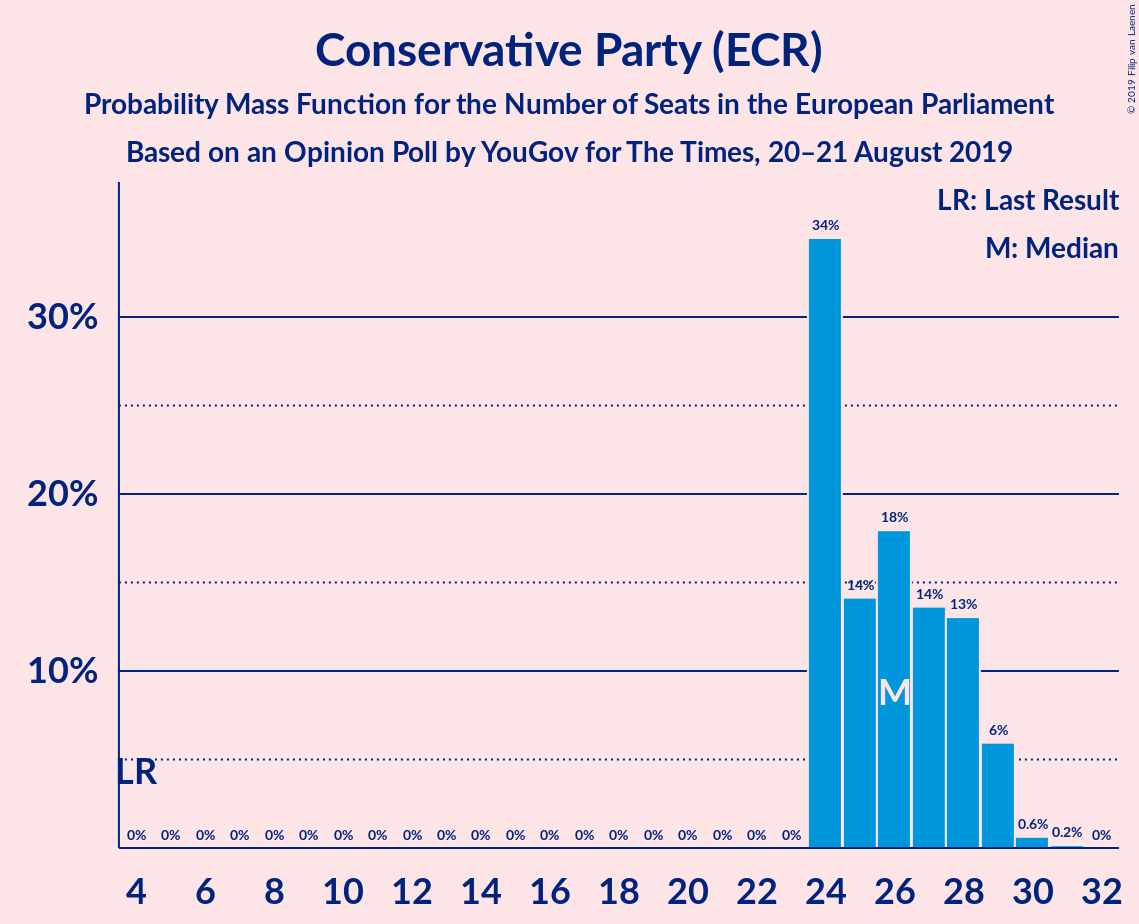 Conservative Party (ECR)
Probability Mass Function for the Number of Seats in the European Parliament
Based on an Opinion Poll by YouGov for The Times, 20–21 August 2019
© 2019 Filip van Laenen
LR: Last Result
M: Median
30%
20%
10%
34%
14%
18%
14%
13%
6%
0.6%
0.2%
0%
M
LR
0% 0% 0% 0% 0% 0% 0% 0% 0% 0% 0% 0% 0% 0% 0% 0% 0% 0% 0% 0%
4 6 8 10 12 14 16 18 20 22 24 26 28 30 32